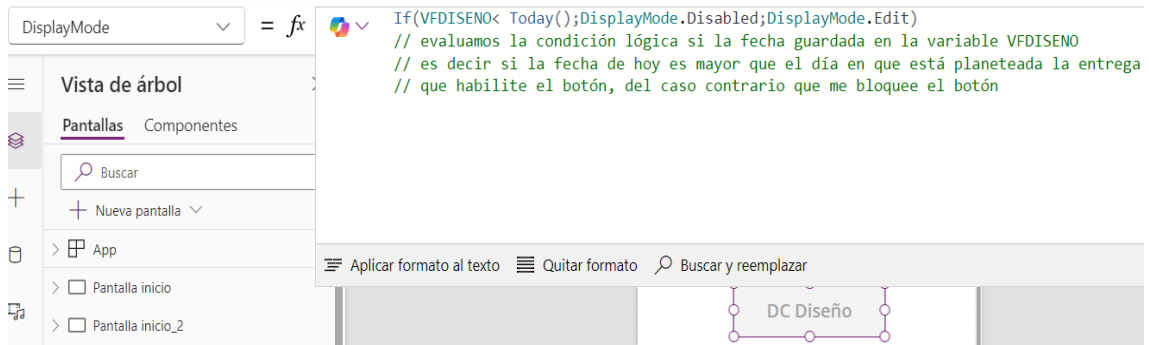 DisplayMode
= fx
If(VFDISENO< Today();DisplayMode.Disabled;DisplayMode.Edit)
// evaluamos la condición lógica si la fecha guardada en la variable VFDISENO
// es decir si la fecha de hoy es mayor que el día en que está planeteada la entrega
// que habilite el botón, del caso contrario que me bloquee el botón
Vista de árbol
Pantallas Componentes
Buscar
Nueva pantalla
App
Pantalla inicio
Pantalla inicio_2
Aplicar formato al texto Quitar formato Buscar y reemplazar
DC Diseño